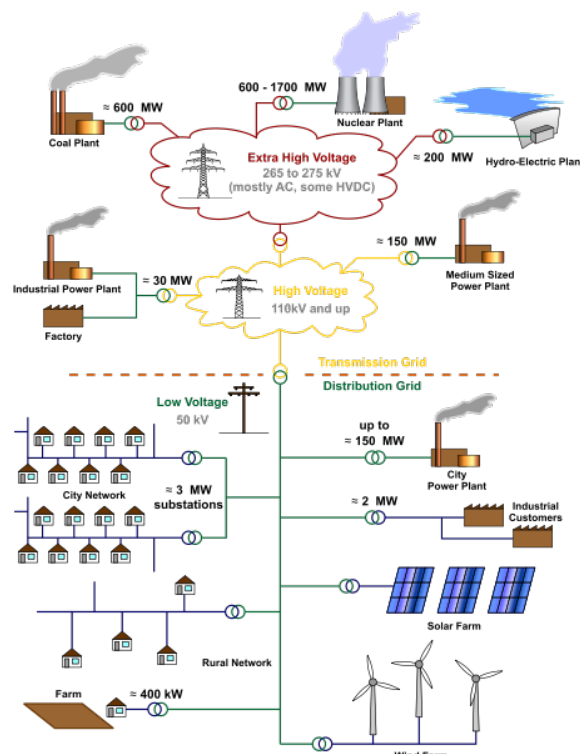 ≈ 600 MW
Coal Plant
600 - 1700 MW
Nuclear Plant
≈ 200 MW
Hydro-Electric Plan
Extra High Voltage
265 to 275 kV
(mostly AC, some HVDC)
≈ 150 MW
Medium Sized
Power Plant
Industrial Power Plant
≈ 30 MW
Factory
High Voltage
110kV and up
Transmission Grid
Distribution Grid
Low Voltage
50 kV
up to
≈ 150 MW
City
Power Plant
City Network
≈ 3 MW
substations
≈ 2 MW
Industrial
Customers
Solar Farm
Rural Network
Farm
≈ 400 kW
Wind Farm